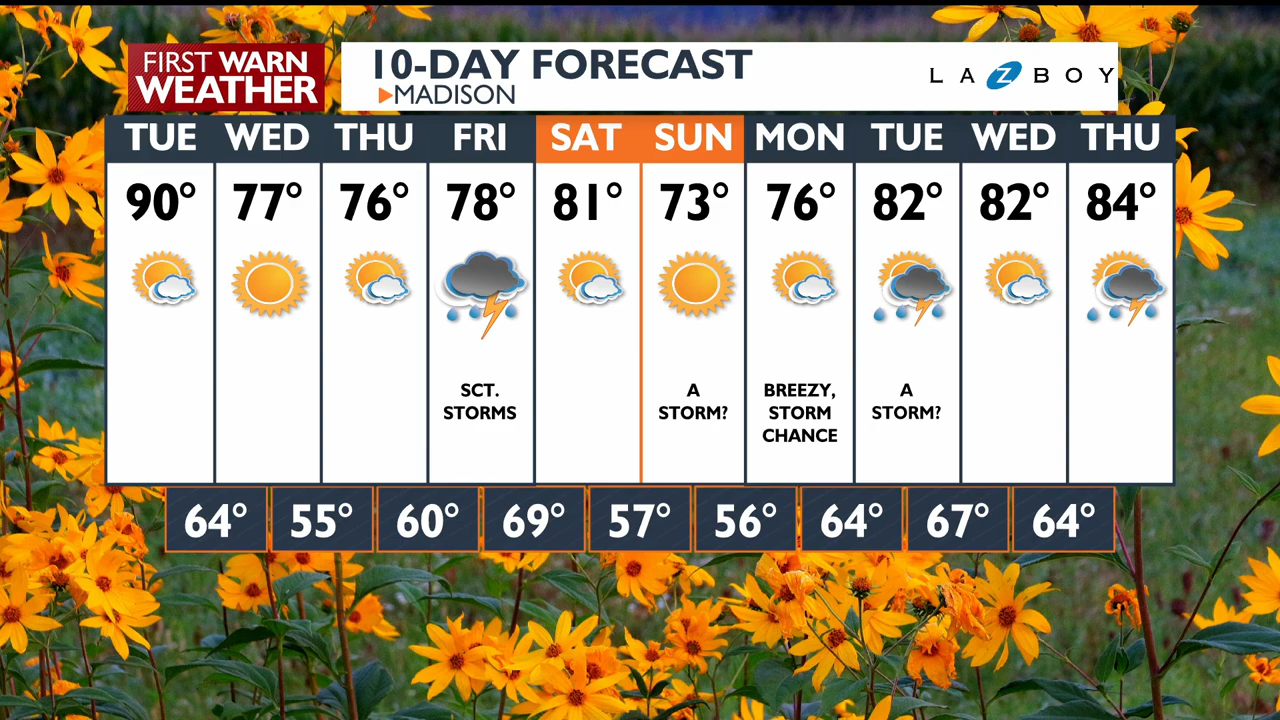 FIRST WARN
WEATHER
10-DAY FORECAST
MADISON
LA Z BOY
TUE WED THU FRI SAT SUN MON TUE WED THU
90° 77° 76° 78° 81° 73° 76° 82° 82° 84°
SCT.
STORMS
A
STORM?
BREEZY,
STORM
CHANCE
A
STORM?
64° 55° 60° 69° 57° 56° 64° 67° 64°